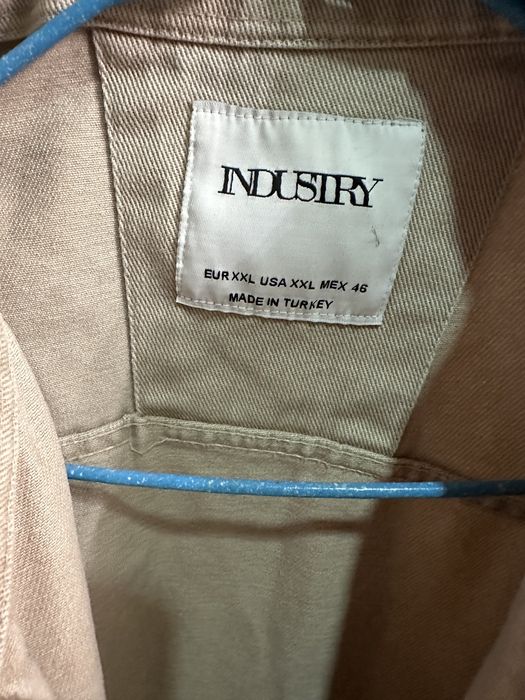 INDUSTRY
EUR XXL USA XXL MEX 46
MADE IN TURKEY